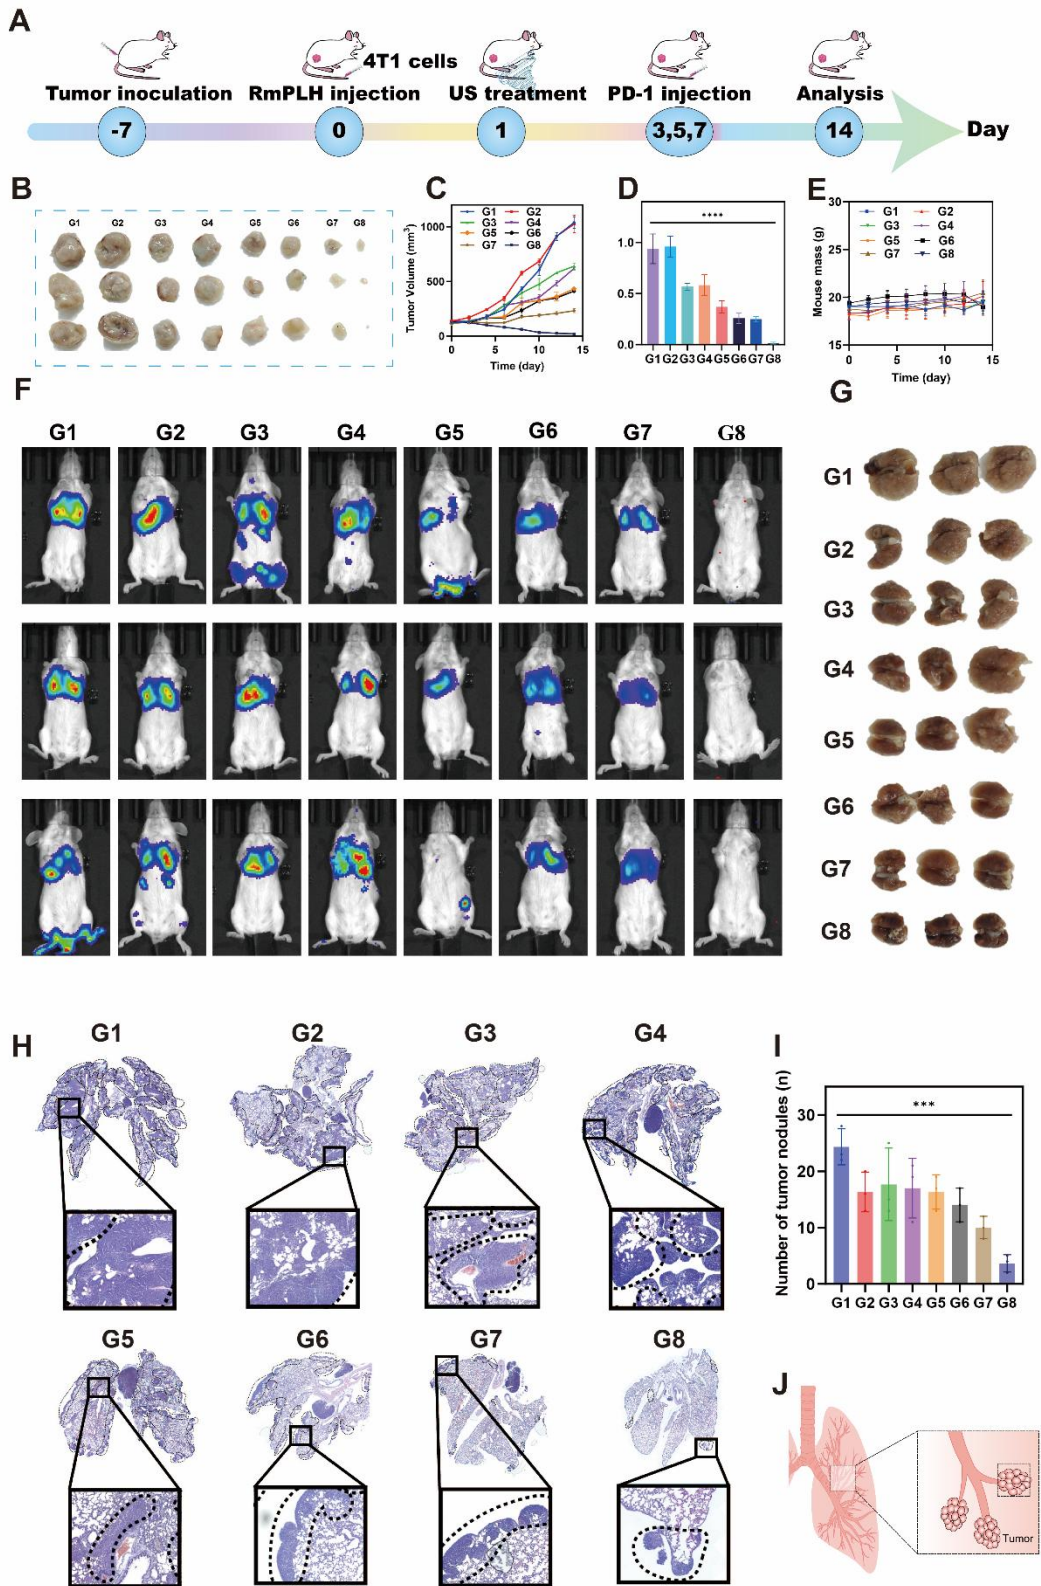 A
4T1 cells
Tumor inoculation RmPLH injection US treatment PD-1 injection Analysis
-7 0 1 3,5,7 14 Day
B
G1 G2 G3 G4 G5 G6 G7 G8
C
Tumor Volume (mm³)
G1 G2
G3 G4
G5 G6
G7 G8
1000
500
0
0 5 10 15
Time (day)
D
****
1.0
0.5
0.0
G1 G2 G3 G4 G5 G6 G7 G8
E
Mouse mass (g)
G1 G2
G3 G4
G5 G6
G7 G8
30
25
20
15
10
0 5 10 15
Time (day)
F
G1 G2 G3 G4 G5 G6 G7 G8
G
G1
G2
G3
G4
G5
G6
G7
G8
H
G1 G2 G3 G4
G5 G6 G7 G8
I
Number of tumor nodules (n)
***
30
20
10
0
G1 G2 G3 G4 G5 G6 G7 G8
J
Tumor